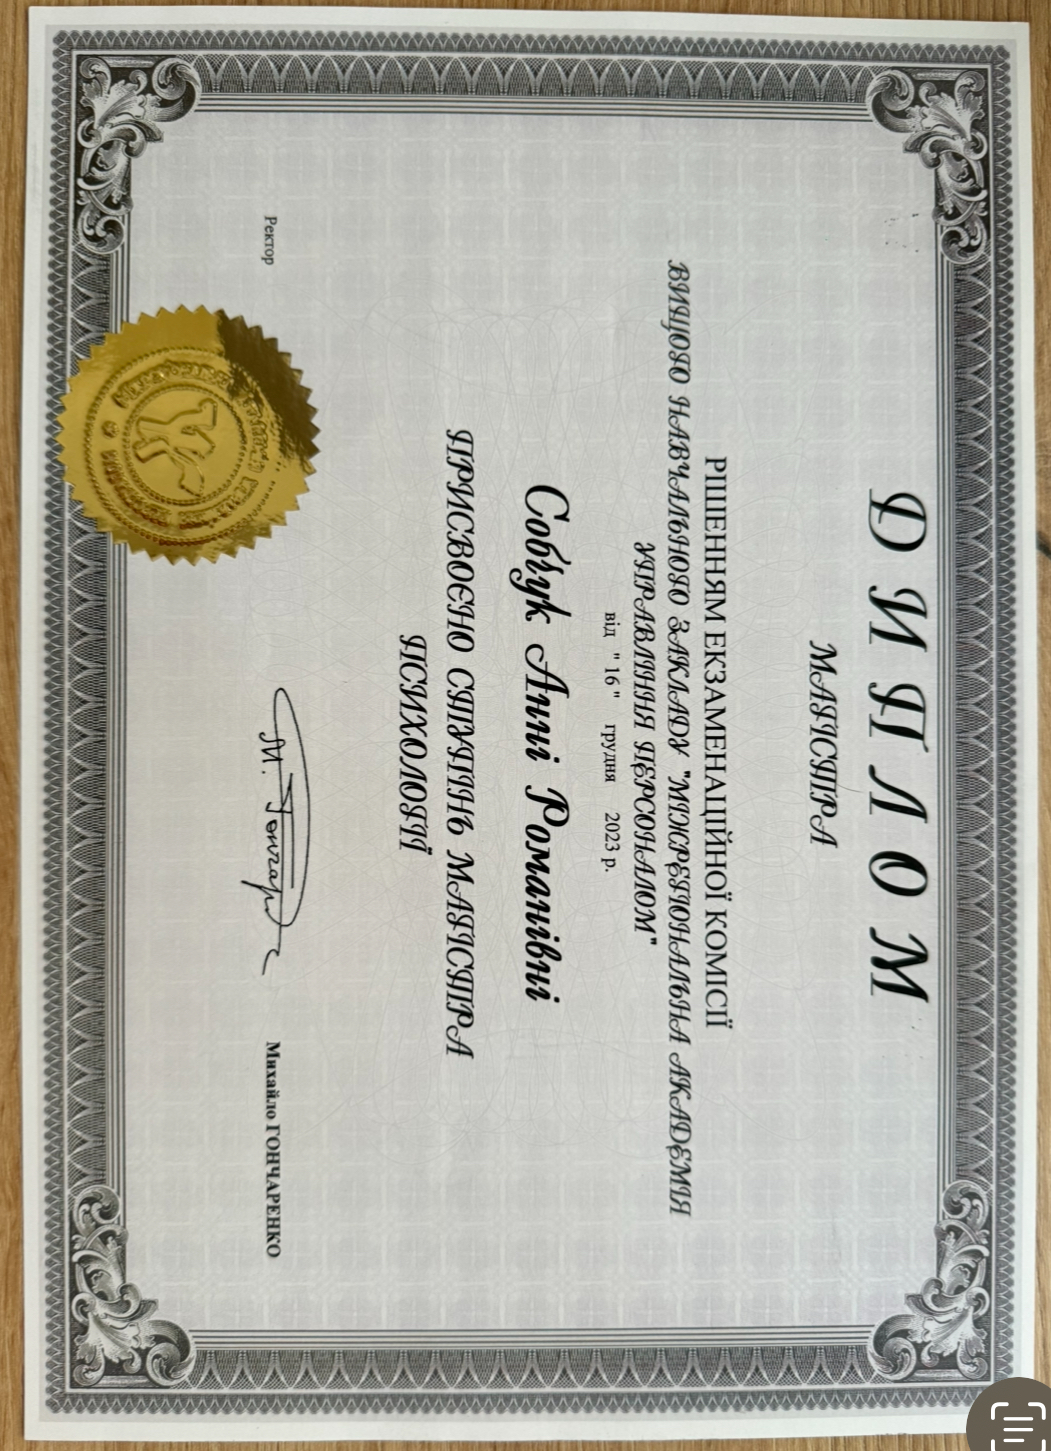 ДИПЛОМ
МАГІСТРА
РІШЕННЯМ ЕКЗАМЕНАЦІЙНОЇ КОМІСІЇ
ВИЩОГО НАВЧАЛЬНОГО ЗАКЛАДУ "МІЖРЕГІОНАЛЬНА АКАДЕМІЯ
УПРАВЛІННЯ ПЕРСОНАЛОМ"
від " 16 " грудня 2023 р.
Собчук Анні Романівні
ПРИСВОЄНО СТУПІНЬ МАГІСТРА
ПСИХОЛОГІЇ
Ректор
М. Гончар
Михайло ГОНЧАРЕНКО